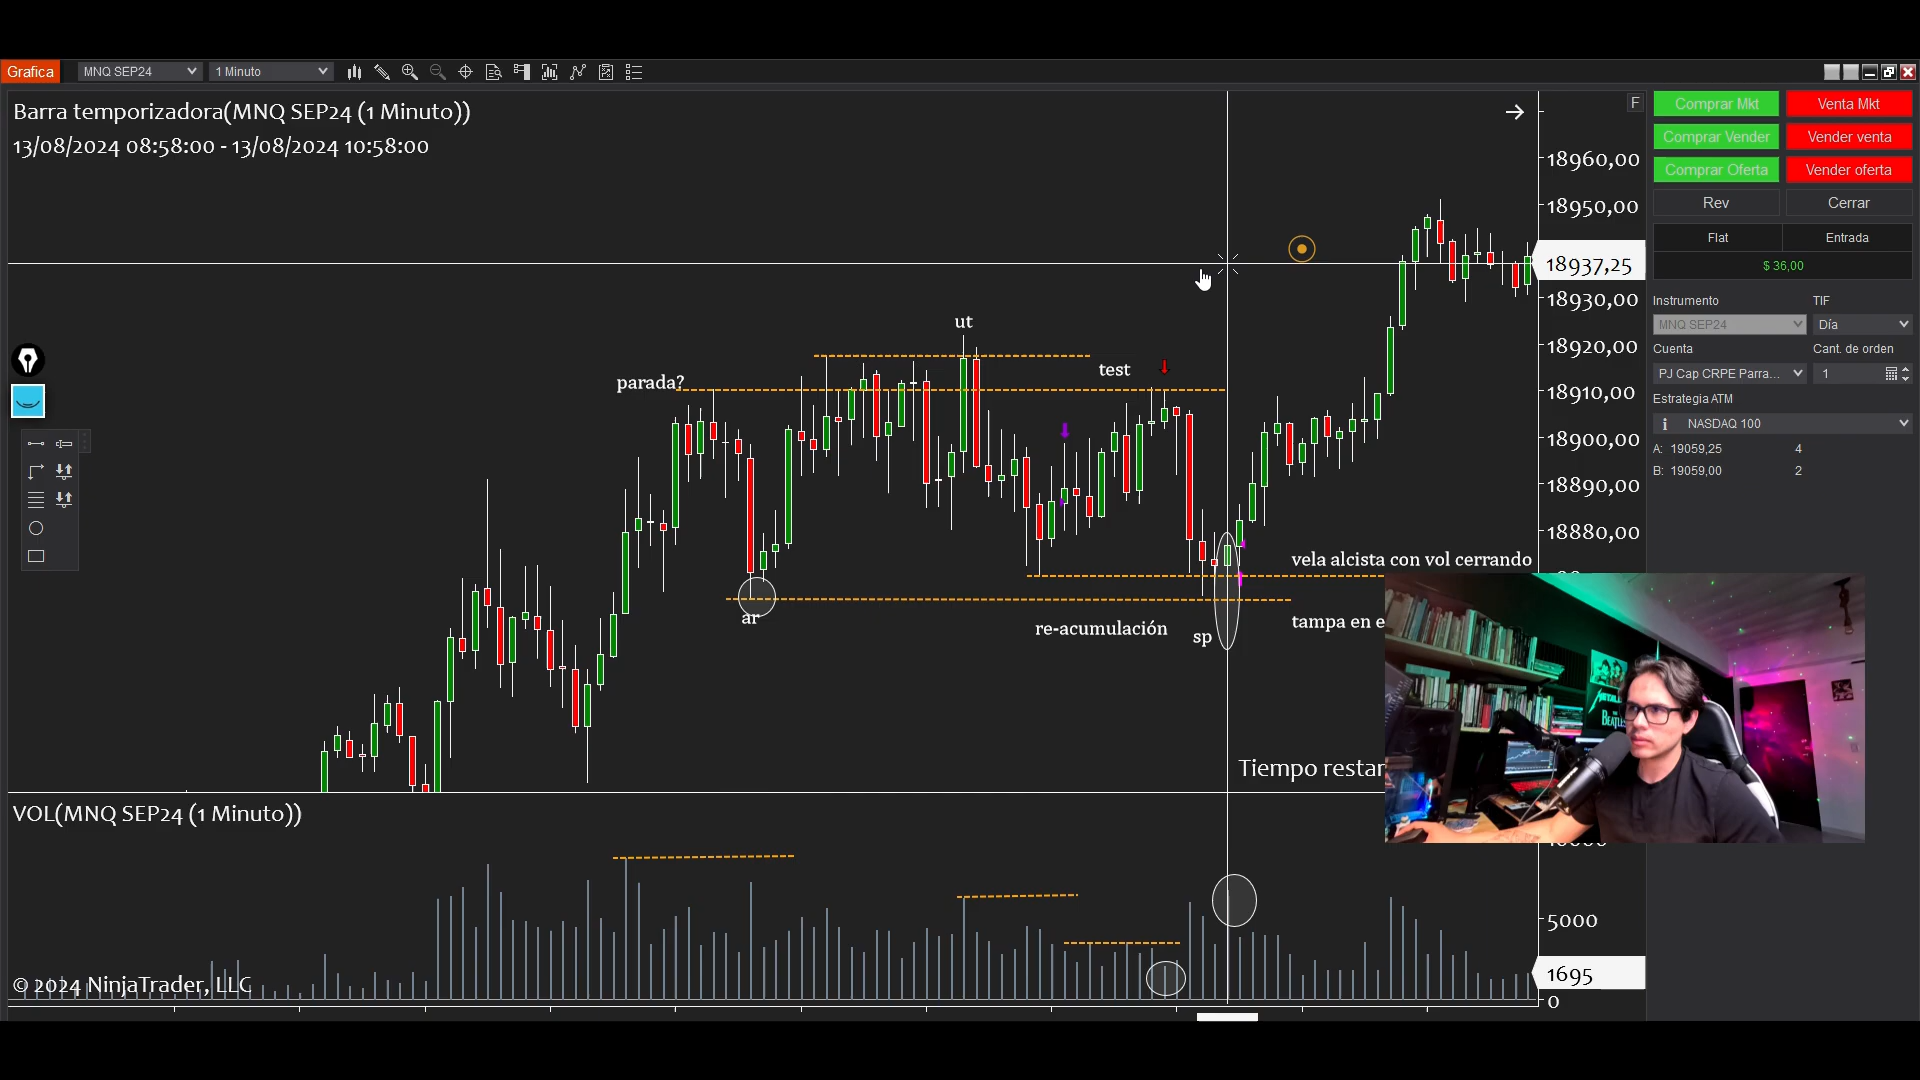 Grafica
MNQ SEP24
1 Minuto
Barra temporizadora(MNQ SEP24 (1 Minuto))
13/08/2024 08:58:00 - 13/08/2024 10:58:00
F
18960,00
18950,00
18937,25
18930,00
18920,00
18910,00
18900,00
18890,00
18880,00
ut
parada?
test
vela alcista con vol cerrando
ar
re-acumulación
sp
tampa en e
Tiempo restar
VOL(MNQ SEP24 (1 Minuto))
© 2024 NinjaTrader, LLC
5000
1695
0
Comprar Mkt
Venta Mkt
Comprar Vender
Vender venta
Comprar Oferta
Vender oferta
Rev
Cerrar
Flat
Entrada
$ 36,00
Instrumento
TIF
MNQ SEP24
Día
Cuenta
Cant. de orden
PJ Cap CRPE Parra...
1
Estrategia ATM
NASDAQ 100
A: 19059,25 4
B: 19059,00 2
METALLICA
THE
BEATLES